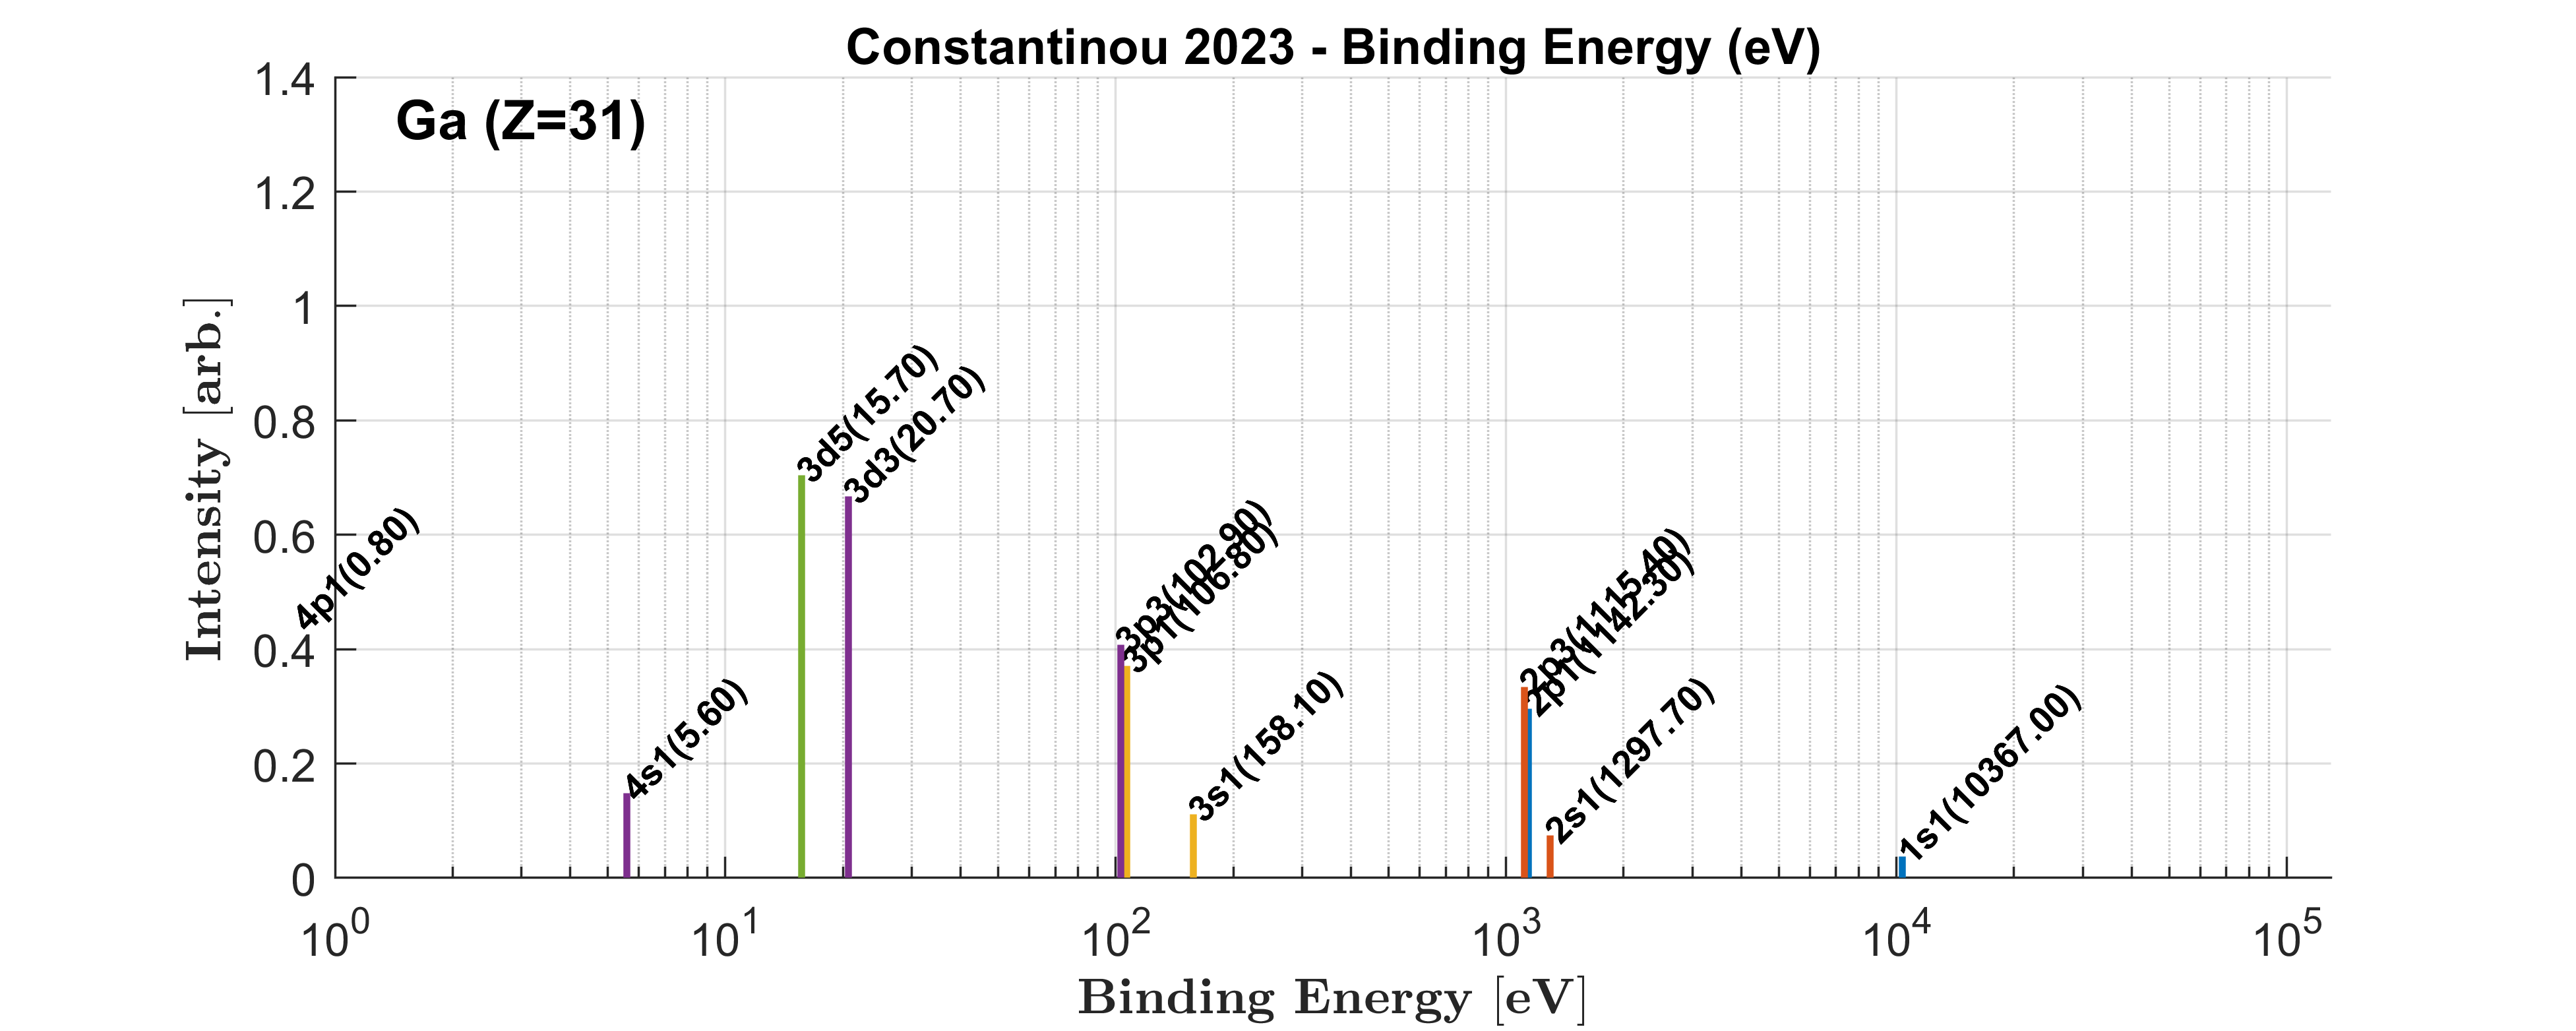 Constantinou 2023 - Binding Energy (eV)
Ga (Z=31)
Intensity [arb.]
1.4
1.2
1
0.8
0.6
0.4
0.2
0
4p1(0.80)
4s1(5.60)
3d5(15.70)
3d3(20.70)
3p3(102.90)
3p1(106.80)
3s1(158.10)
2p3(1115.40)
2p1(1142.30)
2s1(1297.70)
1s1(10367.00)
10^0 10^1 10^2 10^3 10^4 10^5
Binding Energy [eV]